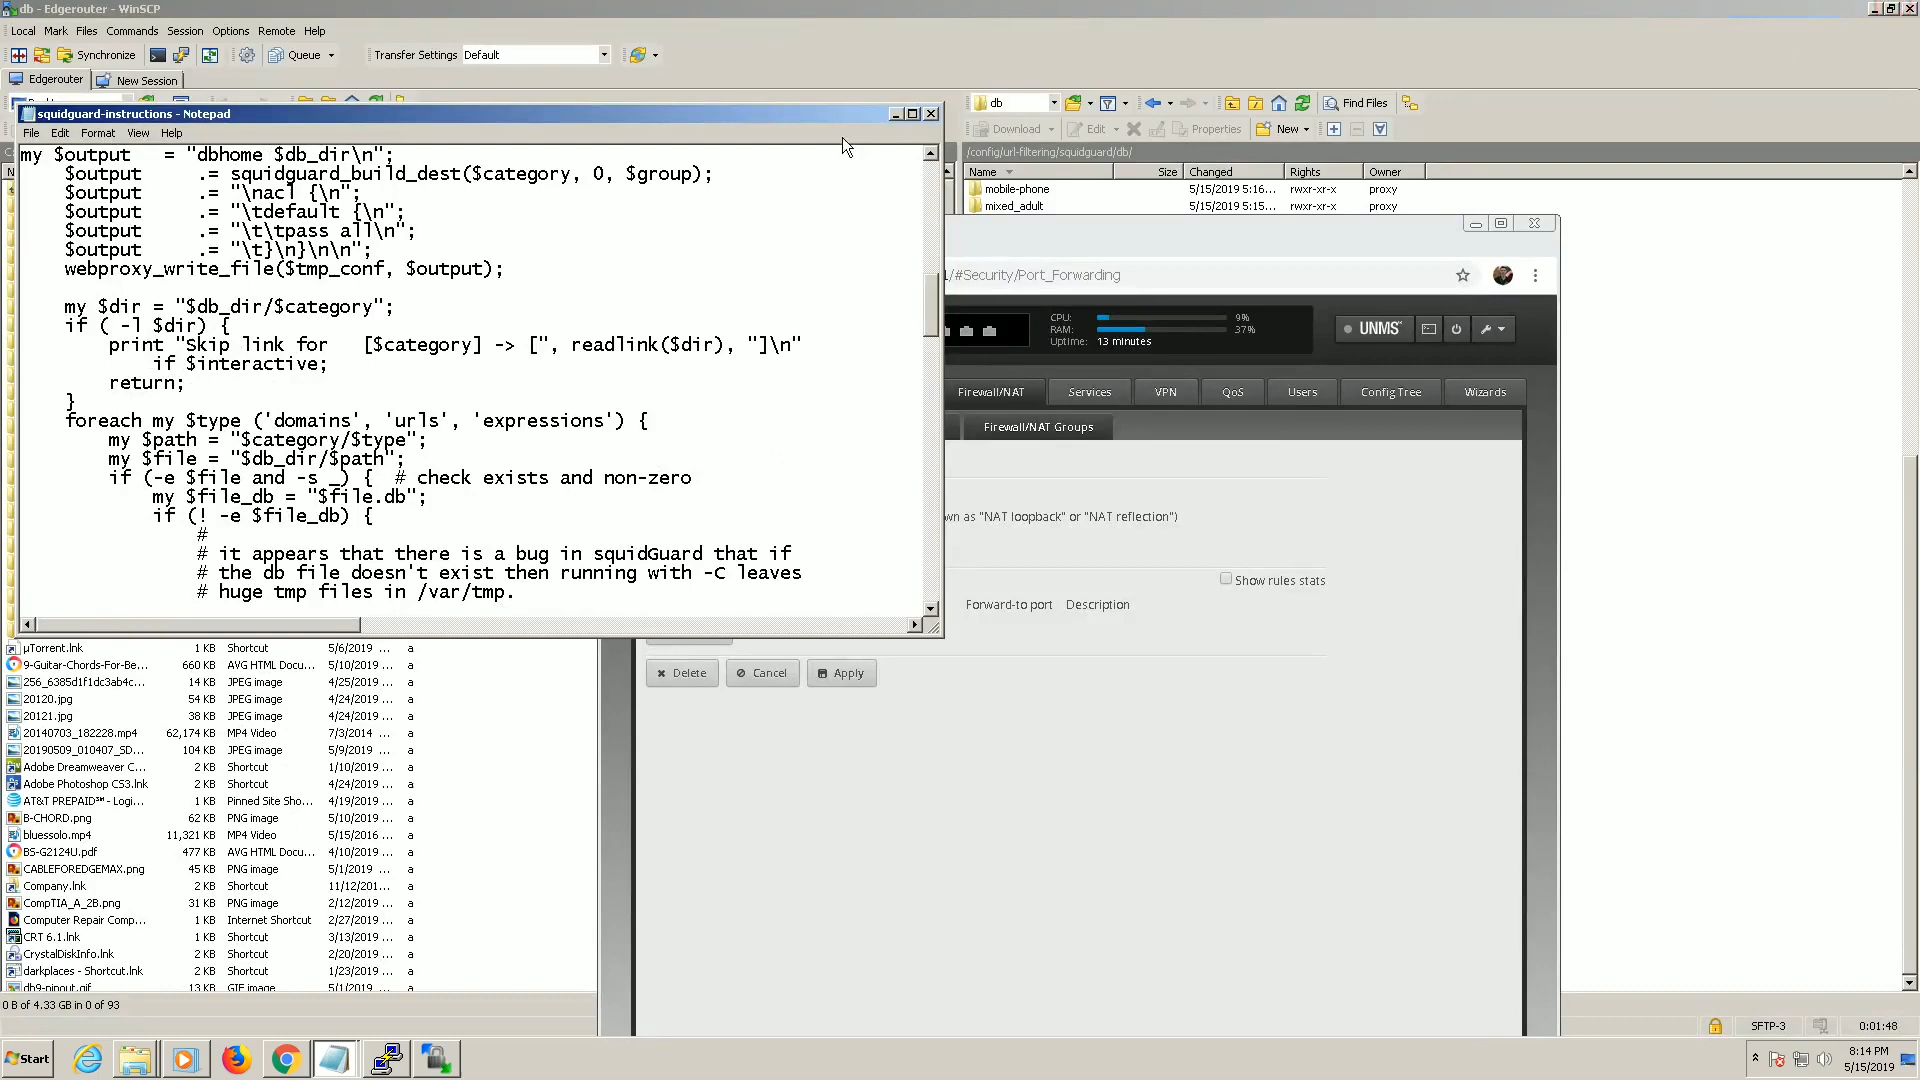 db - Edgerouter - WinSCP
Local Mark Files Commands Session Options Remote Help
Synchronize Queue Transfer Settings Default
Edgerouter New Session
db Find Files
Download Edit Properties New
/config/url-filtering/squidguard/db/
Name Size Changed Rights Owner
mobile-phone 5/15/2019 5:16... rwxr-xr-x proxy
mixed_adult 5/15/2019 5:15... rwxr-xr-x proxy
squidguard-instructions - Notepad
File Edit Format View Help
my $output   = "dbhome $db_dir\n";
$output     .= squidguard_build_dest($category, 0, $group);
$output     .= "\nacl {\n";
$output     .= "\tdefault {\n";
$output     .= "\t\tpass all\n";
$output     .= "\t}\n}\n\n";
webproxy_write_file($tmp_conf, $output);
my $dir = "$db_dir/$category";
if ( -l $dir) {
print "Skip link for   [$category] -> [", readlink($dir), "]\n"
if $interactive;
return;
}
foreach my $type ('domains', 'urls', 'expressions') {
my $path = "$category/$type";
my $file = "$db_dir/$path";
if (-e $file and -s _) {  # check exists and non-zero
my $file_db = "$file.db";
if (! -e $file_db) {
#
# it appears that there is a bug in squidGuard that if
# the db file doesn't exist then running with -C leaves
# huge tmp files in /var/tmp.
1/#Security/Port_Forwarding
CPU: 9%
RAM: 37%
Uptime: 13 minutes
UNMS
Firewall/NAT Services VPN QoS Users Config Tree Wizards
Firewall/NAT Groups
wn as "NAT loopback" or "NAT reflection")
Show rules stats
Forward-to port Description
Delete Cancel Apply
µTorrent.lnk 1 KB Shortcut 5/6/2019 ... a
9-Guitar-Chords-For-Be... 660 KB AVG HTML Docu... 5/10/2019 ... a
256_6385d1f1dc3ab4c... 14 KB JPEG image 4/25/2019 ... a
20120.jpg 54 KB JPEG image 4/24/2019 ... a
20121.jpg 38 KB JPEG image 4/24/2019 ... a
20140703_182228.mp4 62,174 KB MP4 Video 7/3/2014 ... a
20190509_010407_SD... 104 KB JPEG image 5/9/2019 ... a
Adobe Dreamweaver C... 2 KB Shortcut 1/10/2019 ... a
Adobe Photoshop CS3.lnk 2 KB Shortcut 4/24/2019 ... a
AT&T PREPAID℠ - Logi... 1 KB Pinned Site Sho... 4/19/2019 ... a
B-CHORD.png 62 KB PNG image 5/10/2019 ... a
bluessolo.mp4 11,321 KB MP4 Video 5/15/2016 ... a
BS-G2124U.pdf 477 KB AVG HTML Docu... 4/10/2019 ... a
CABLEFOREDGEMAX.png 45 KB PNG image 5/1/2019 ... a
Company.lnk 2 KB Shortcut 11/12/201... a
CompTIA_A_2B.png 31 KB PNG image 2/12/2019 ... a
Computer Repair Comp... 1 KB Internet Shortcut 2/27/2019 ... a
CRT 6.1.lnk 1 KB Shortcut 3/13/2019 ... a
CrystalDiskInfo.lnk 2 KB Shortcut 2/20/2019 ... a
darkplaces - Shortcut.lnk 2 KB Shortcut 1/23/2019 ... a
db9-pinout.gif 13 KB GIF image 5/1/2019 ... a
0 B of 4.33 GB in 0 of 93
SFTP-3 0:01:48
Start
8:14 PM
5/15/2019